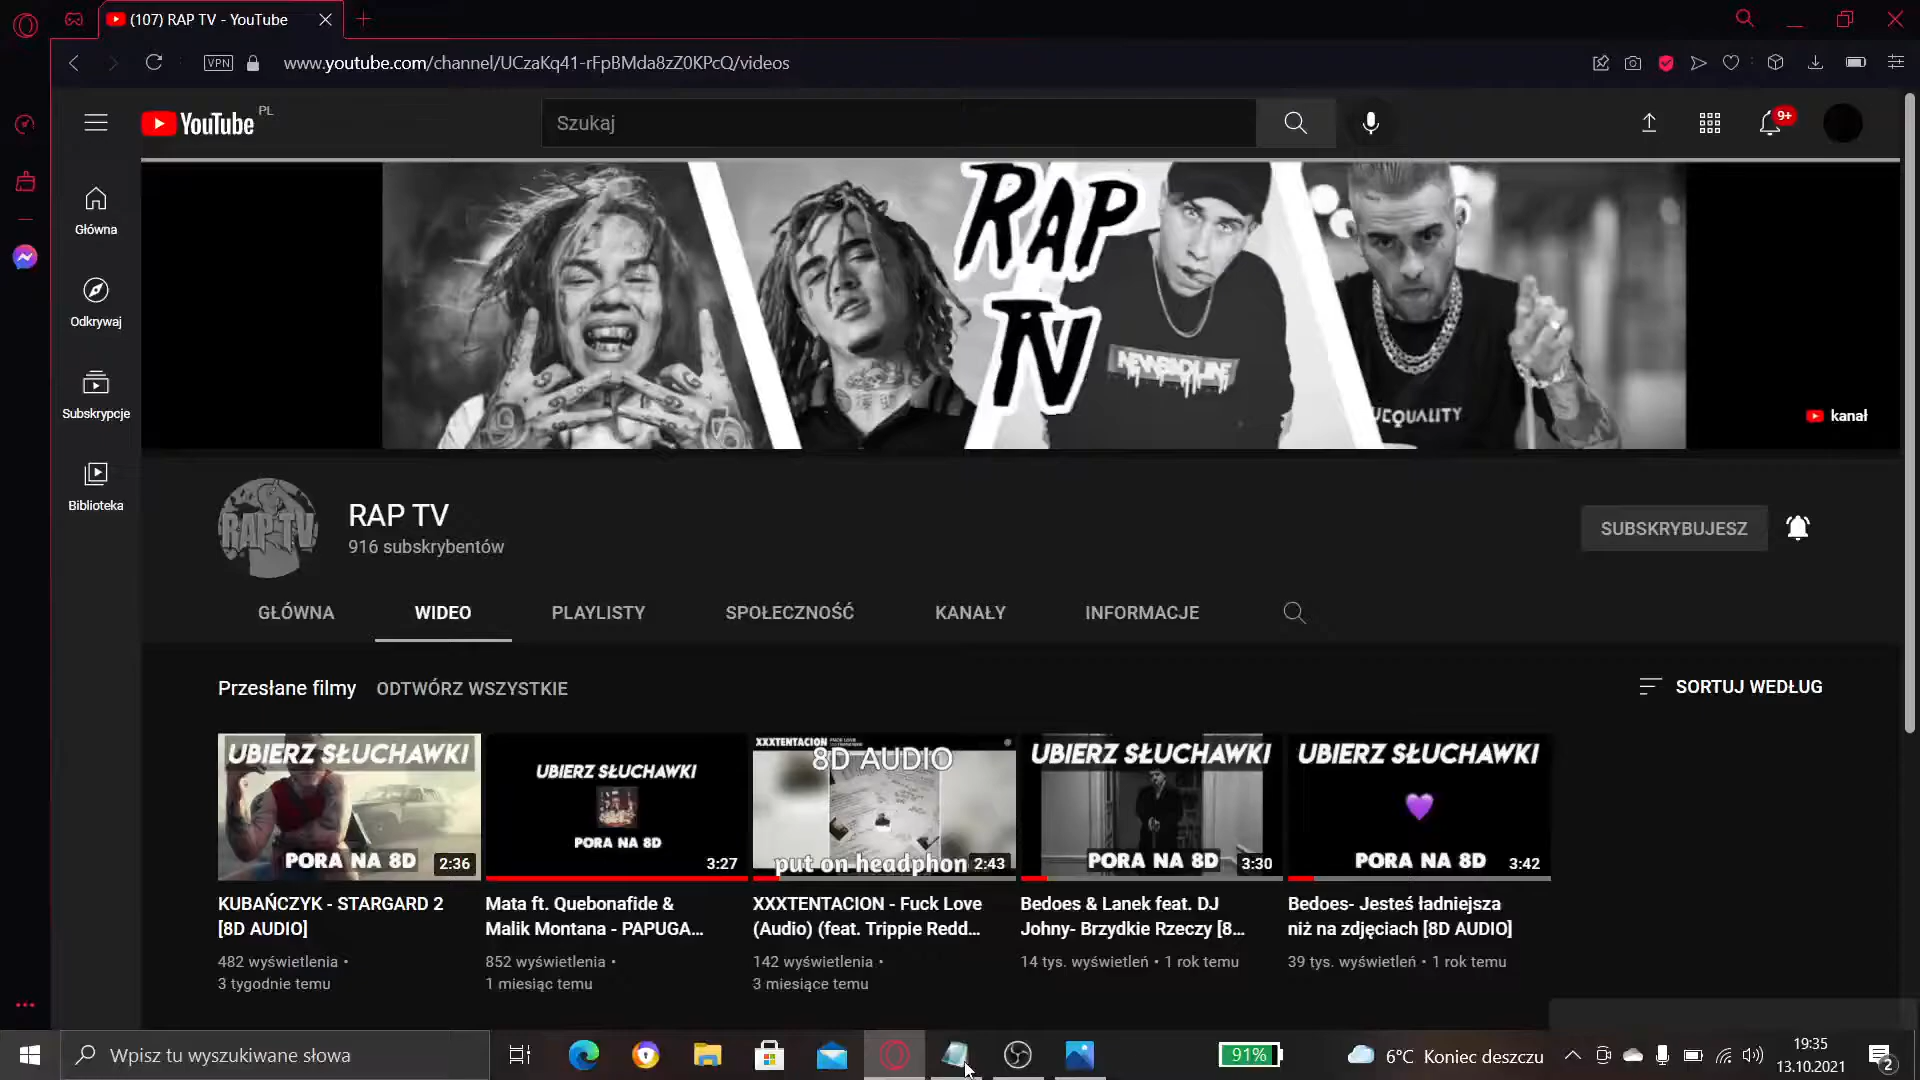 (107) RAP TV - YouTube
VPN
www.youtube.com/channel/UCzaKq41-rFpBMda8zZ0KPcQ/videos
YouTube PL
Szukaj
9+
Główna
Odkrywaj
Subskrypcje
Biblioteka
RAP
TV
UEQUALITY
kanał
RAP TV
RAP TV
916 subskrybentów
SUBSKRYBUJESZ
GŁÓWNA
WIDEO
PLAYLISTY
SPOŁECZNOŚĆ
KANAŁY
INFORMACJE
Przesłane filmy
ODTWÓRZ WSZYSTKIE
SORTUJ WEDŁUG
UBIERZ SŁUCHAWKI
PORA NA 8D
2:36
KUBAŃCZYK - STARGARD 2
[8D AUDIO]
482 wyświetlenia •
3 tygodnie temu
UBIERZ SŁUCHAWKI
PORA NA 8D
3:27
Mata ft. Quebonafide &
Malik Montana - PAPUGA...
852 wyświetlenia •
1 miesiąc temu
XXXTENTACION
8D AUDIO
put on headphon
2:43
XXXTENTACION - Fuck Love
(Audio) (feat. Trippie Redd...
142 wyświetlenia •
3 miesiące temu
UBIERZ SŁUCHAWKI
PORA NA 8D
3:30
Bedoes & Lanek feat. DJ
Johny- Brzydkie Rzeczy [8...
14 tys. wyświetleń • 1 rok temu
UBIERZ SŁUCHAWKI
PORA NA 8D
3:42
Bedoes- Jesteś ładniejsza
niż na zdjęciach [8D AUDIO]
39 tys. wyświetleń • 1 rok temu
Wpisz tu wyszukiwane słowa
91%
6°C Koniec deszczu
19:35
13.10.2021
2